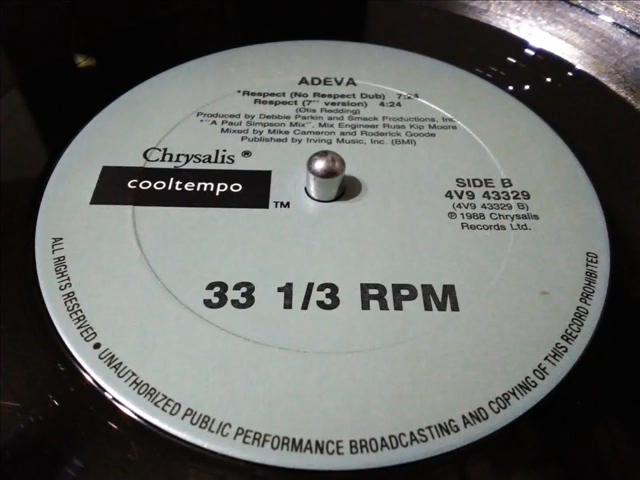 ADEVA
*Respect (No Respect Dub) 7:24
Respect (7" version) 4:24
(Otis Redding)
Produced by Debbie Parkin and Smack Productions, Inc.
*"A Paul Simpson Mix", Mix Engineer Russ Kip Moore
Mixed by Mike Cameron and Roderick Goode
Published by Irving Music, Inc. (BMI)
Chrysalis ®
cooltempo TM
SIDE B
4V9 43329
(4V9 43329 B)
℗ 1988 Chrysalis
Records Ltd.
33 1/3 RPM
ALL RIGHTS RESERVED • UNAUTHORIZED PUBLIC PERFORMANCE BROADCASTING AND COPYING OF THIS RECORD PROHIBITED